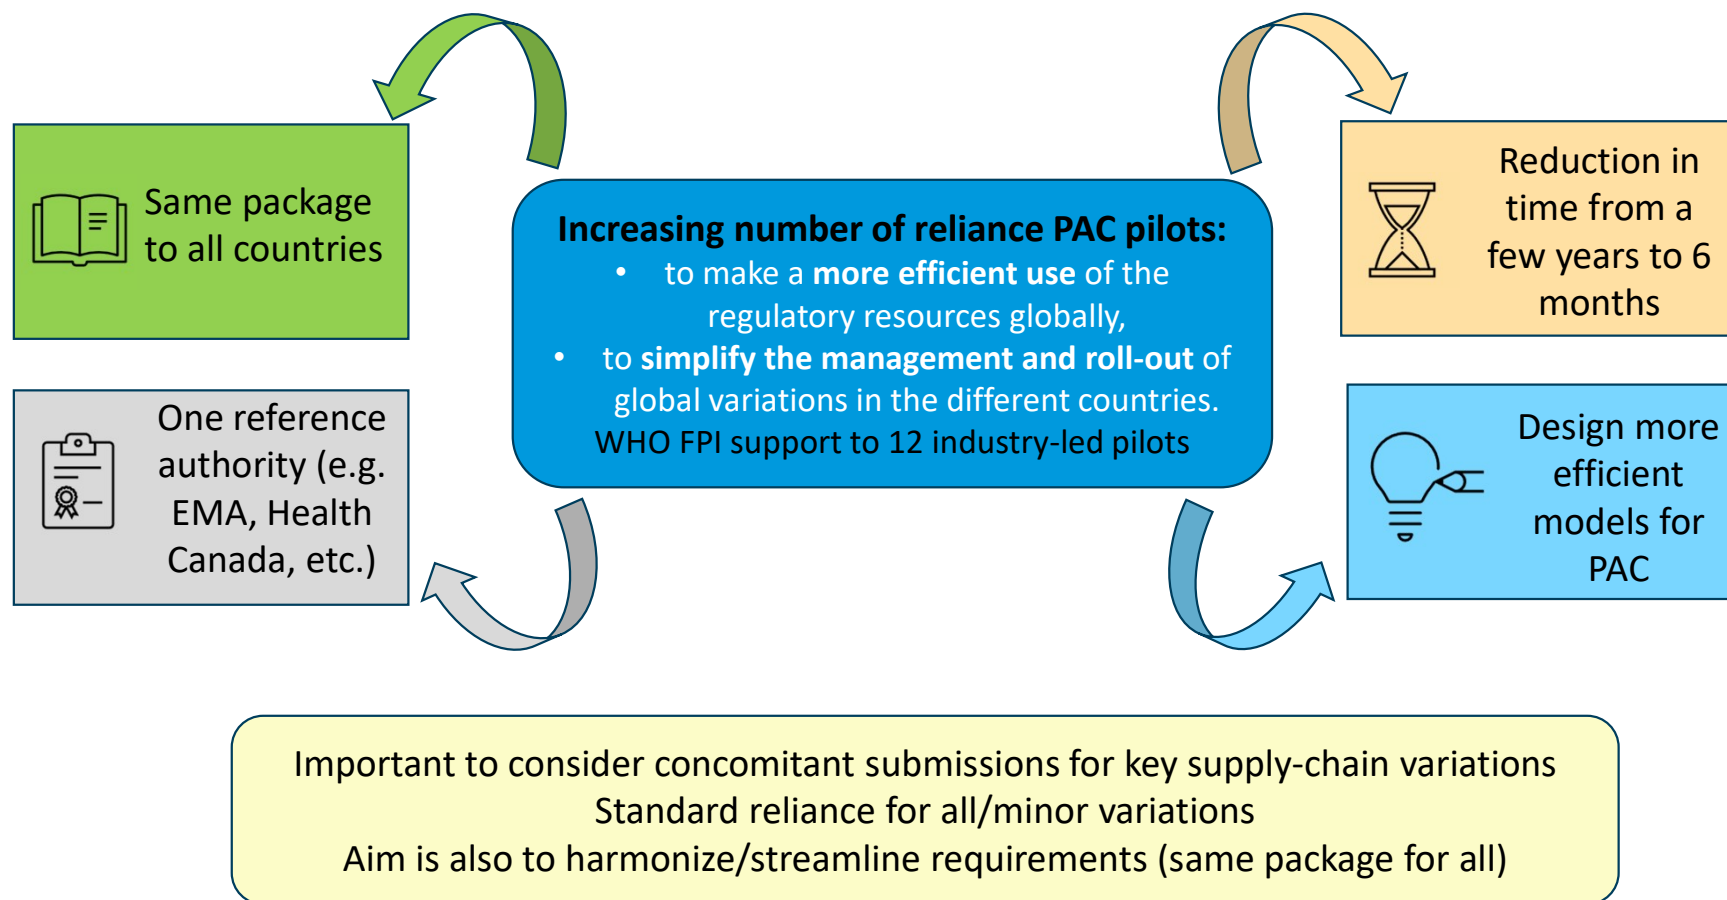 Same package
to all countries
One reference
authority (e.g.
EMA, Health
Canada, etc.)
Increasing number of reliance PAC pilots:
• to make a more efficient use of the
regulatory resources globally,
• to simplify the management and roll-out of
global variations in the different countries.
WHO FPI support to 12 industry-led pilots
Reduction in
time from a
few years to 6
months
Design more
efficient
models for
PAC
Important to consider concomitant submissions for key supply-chain variations
Standard reliance for all/minor variations
Aim is also to harmonize/streamline requirements (same package for all)